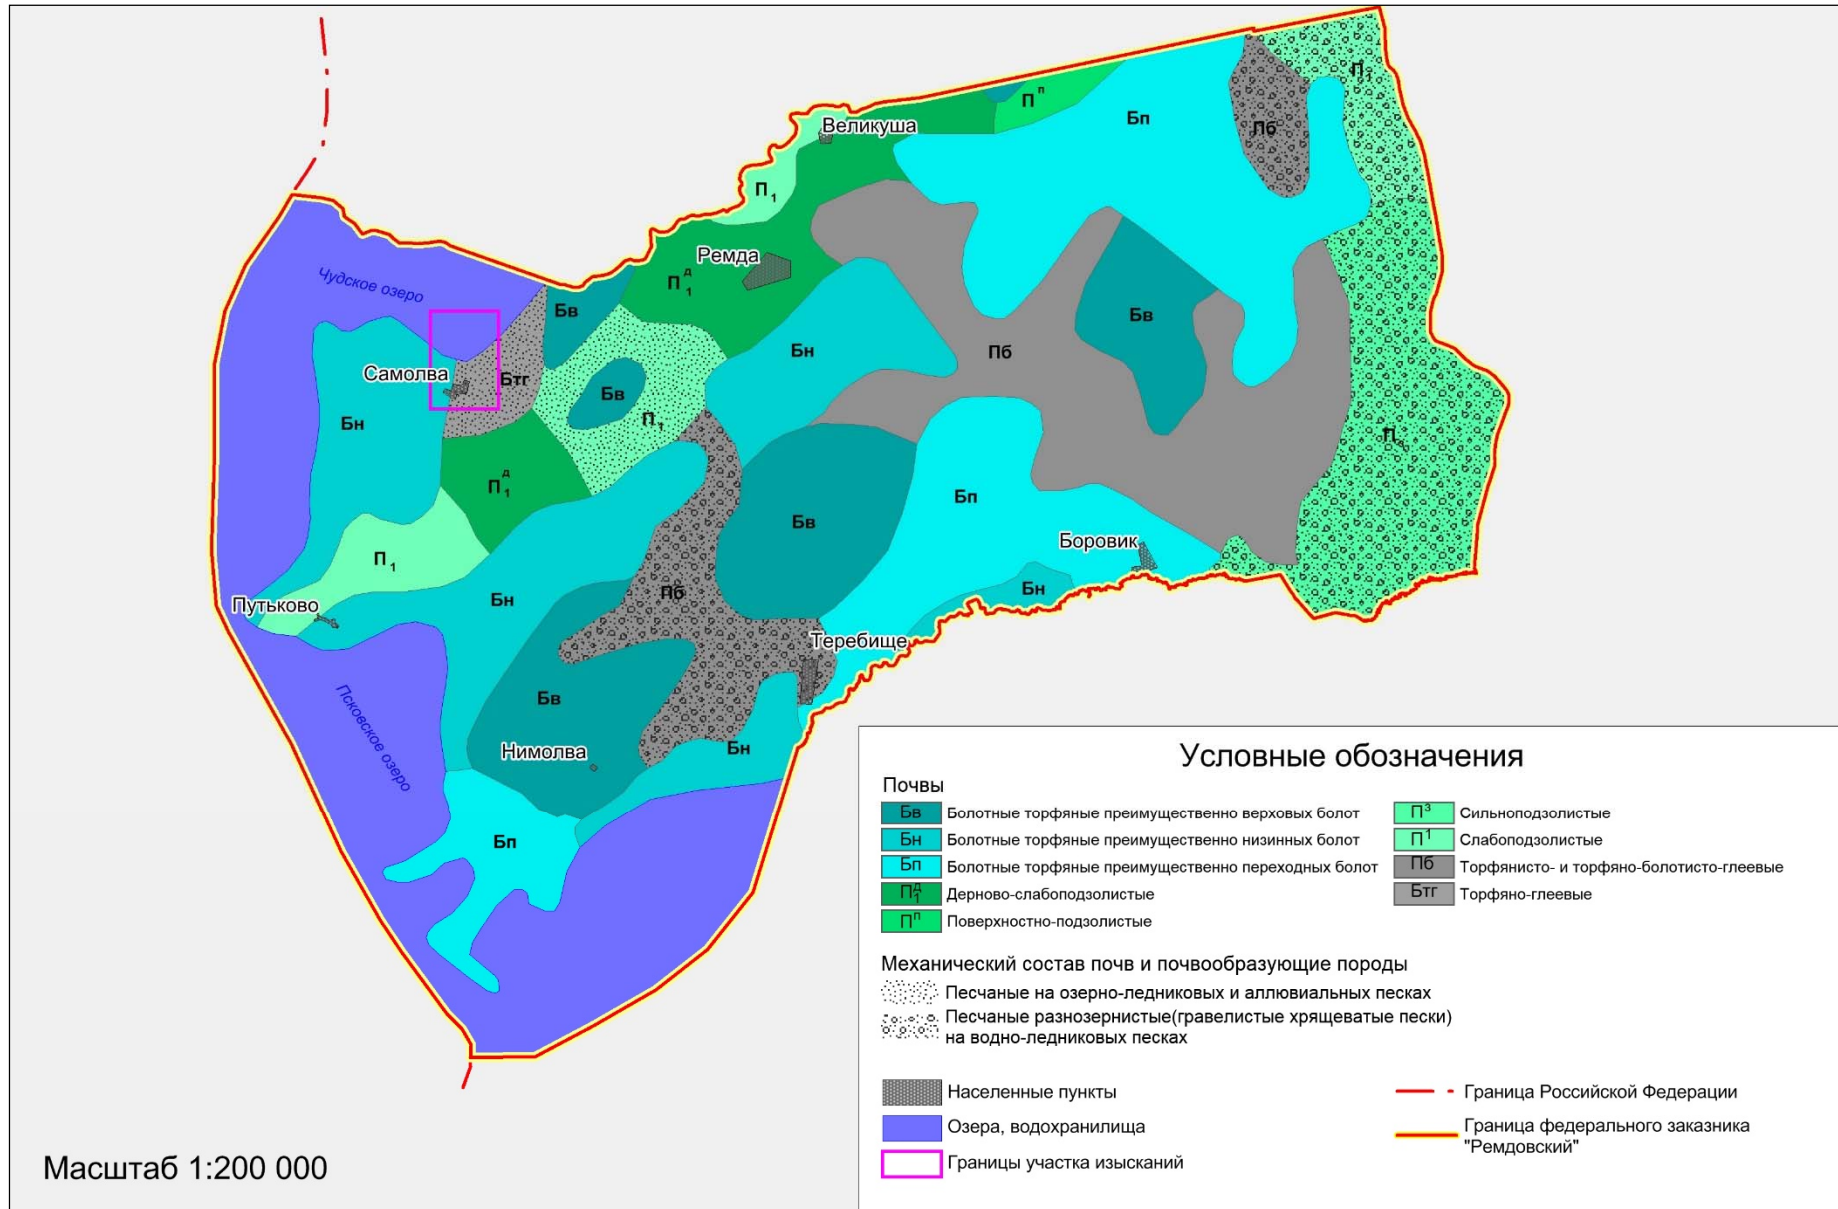 П1
Пб
Бп
Пп
Великуша
П1
Ремда
Пд1
Чудское озеро
Бв
Бв
Бн
Пб
Самолва
Бтг
Бв
П1
Бн
П
Пд1
Бп
Бв
Боровик
П1
Бн
Пб
Бн
Путьково
Теребище
Псковское озеро
Бв
Нимолва
Бн
Бп
Условные обозначения
Почвы
Бв Болотные торфяные преимущественно верховых болот
Бн Болотные торфяные преимущественно низинных болот
Бп Болотные торфяные преимущественно переходных болот
Пд1 Дерново-слабоподзолистые
Пп Поверхностно-подзолистые
П3 Сильноподзолистые
П1 Слабоподзолистые
Пб Торфянисто- и торфяно-болотисто-глеевые
Бтг Торфяно-глеевые
Механический состав почв и почвообразующие породы
Песчаные на озерно-ледниковых и аллювиальных песках
Песчаные разнозернистые(гравелистые хрящеватые пески)
на водно-ледниковых песках
Населенные пункты
Озера, водохранилища
Границы участка изысканий
Граница Российской Федерации
Граница федерального заказника
"Ремдовский"
Масштаб 1:200 000